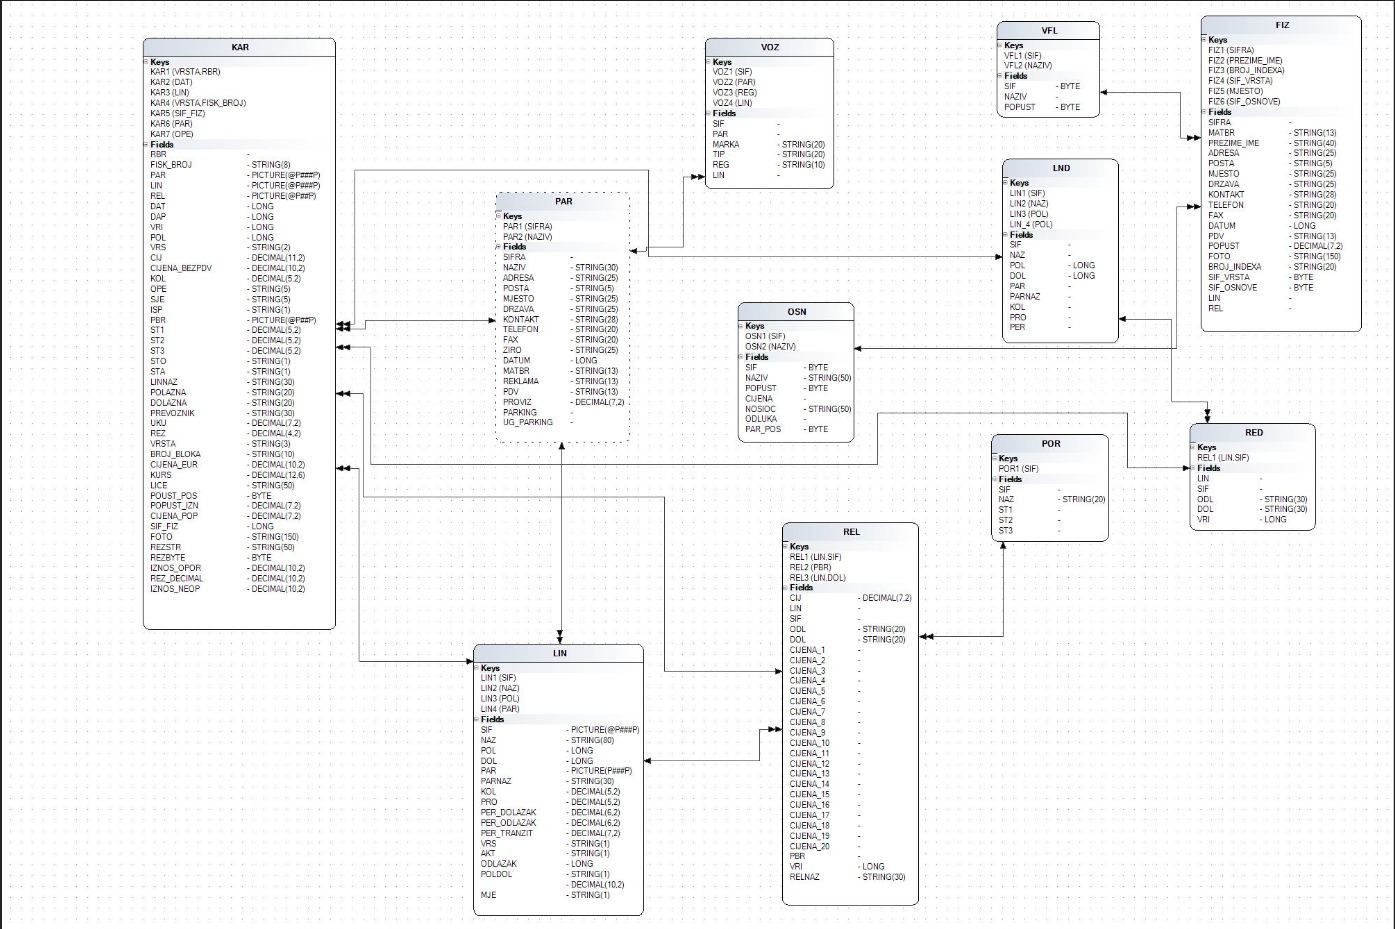 KAR
Keys
KAR1 (VRSTA,RBR)
KAR2 (DAT)
KAR3 (LIN)
KAR4 (VRSTA,FISK_BROJ)
KAR5 (SIF_FIZ)
KAR6 (PAR)
KAR7 (OPE)
Fields
RBR -
FISK_BROJ - STRING(8)
PAR - PICTURE(@P###P)
LIN - PICTURE(@P###P)
REL - PICTURE(@P##P)
DAT - LONG
DAP - LONG
VRI - LONG
POL - LONG
VRS - STRING(2)
CIJ - DECIMAL(11,2)
CIJENA_BEZPDV - DECIMAL(10,2)
KOL - DECIMAL(5,2)
OPE - STRING(5)
SJE - STRING(5)
ISP - STRING(1)
PBR - PICTURE(@P##P)
ST1 - DECIMAL(5,2)
ST2 - DECIMAL(5,2)
ST3 - DECIMAL(5,2)
STO - STRING(1)
STA - STRING(1)
LINNAZ - STRING(30)
POLAZNA - STRING(20)
DOLAZNA - STRING(20)
PREVOZNIK - STRING(30)
UKU - DECIMAL(7,2)
REZ - DECIMAL(4,2)
VRSTA - STRING(3)
BROJ_BLOKA - STRING(10)
CIJENA_EUR - DECIMAL(10,2)
KURS - DECIMAL(12,6)
LICE - STRING(50)
POUST_POS - BYTE
POPUST_IZN - DECIMAL(7,2)
CIJENA_POP - DECIMAL(7,2)
SIF_FIZ - LONG
FOTO - STRING(150)
REZSTR - STRING(50)
REZBYTE - BYTE
IZNOS_OPOR - DECIMAL(10,2)
REZ_DECIMAL - DECIMAL(10,2)
IZNOS_NEOP - DECIMAL(10,2)
PAR
Keys
PAR1 (SIFRA)
PAR2 (NAZIV)
Fields
SIFRA -
NAZIV - STRING(30)
ADRESA - STRING(25)
POSTA - STRING(5)
MJESTO - STRING(25)
DRZAVA - STRING(25)
KONTAKT - STRING(28)
TELEFON - STRING(20)
FAX - STRING(20)
ZIRO - STRING(25)
DATUM - LONG
MATBR - STRING(13)
REKLAMA - STRING(13)
PDV - STRING(13)
PROVIZ - DECIMAL(7,2)
PARKING -
UG_PARKING -
LIN
Keys
LIN1 (SIF)
LIN2 (NAZ)
LIN3 (POL)
LIN4 (PAR)
Fields
SIF - PICTURE(@P###P)
NAZ - STRING(80)
POL - LONG
DOL - LONG
PAR - PICTURE(P###P)
PARNAZ - STRING(30)
KOL - DECIMAL(5,2)
PRO - DECIMAL(5,2)
PER_DOLAZAK - DECIMAL(6,2)
PER_ODLAZAK - DECIMAL(6,2)
PER_TRANZIT - DECIMAL(7,2)
VRS - STRING(1)
AKT - STRING(1)
ODLAZAK - LONG
POLDOL - STRING(1)
- DECIMAL(10,2)
MJE - STRING(1)
VOZ
Keys
VOZ1 (SIF)
VOZ2 (PAR)
VOZ3 (REG)
VOZ4 (LIN)
Fields
SIF -
PAR -
MARKA - STRING(20)
TIP - STRING(20)
REG - STRING(10)
LIN -
OSN
Keys
OSN1 (SIF)
OSN2 (NAZIV)
Fields
SIF - BYTE
NAZIV - STRING(50)
POPUST - BYTE
CIJENA -
NOSIOC - STRING(50)
ODLUKA -
PAR_POS - BYTE
REL
Keys
REL1 (LIN,SIF)
REL2 (PBR)
REL3 (LIN,DOL)
Fields
CIJ - DECIMAL(7,2)
LIN -
SIF -
ODL - STRING(20)
DOL - STRING(20)
CIJENA_1 -
CIJENA_2 -
CIJENA_3 -
CIJENA_4 -
CIJENA_5 -
CIJENA_6 -
CIJENA_7 -
CIJENA_8 -
CIJENA_9 -
CIJENA_10 -
CIJENA_11 -
CIJENA_12 -
CIJENA_13 -
CIJENA_14 -
CIJENA_15 -
CIJENA_16 -
CIJENA_17 -
CIJENA_18 -
CIJENA_19 -
CIJENA_20 -
PBR -
VRI - LONG
RELNAZ - STRING(30)
VFL
Keys
VFL1 (SIF)
VFL2 (NAZIV)
Fields
SIF - BYTE
NAZIV -
POPUST - BYTE
LND
Keys
LIN1 (SIF)
LIN2 (NAZ)
LIN3 (POL)
LIN_4 (POL)
Fields
SIF -
NAZ -
POL - LONG
DOL - LONG
PAR -
PARNAZ -
KOL -
PRO -
PER -
POR
Keys
POR1 (SIF)
Fields
SIF -
NAZ - STRING(20)
ST1 -
ST2 -
ST3 -
FIZ
Keys
FIZ1 (SIFRA)
FIZ2 (PREZIME_IME)
FIZ3 (BROJ_INDEXA)
FIZ4 (SIF_VRSTA)
FIZ5 (MJESTO)
FIZ6 (SIF_OSNOVE)
Fields
SIFRA -
MATBR - STRING(13)
PREZIME_IME - STRING(40)
ADRESA - STRING(25)
POSTA - STRING(5)
MJESTO - STRING(25)
DRZAVA - STRING(25)
KONTAKT - STRING(28)
TELEFON - STRING(20)
FAX - STRING(20)
DATUM - LONG
PDV - STRING(13)
POPUST - DECIMAL(7,2)
FOTO - STRING(150)
BROJ_INDEXA - STRING(20)
SIF_VRSTA - BYTE
SIF_OSNOVE - BYTE
LIN -
REL -
RED
Keys
REL1 (LIN,SIF)
Fields
LIN -
SIF -
ODL - STRING(30)
DOL - STRING(30)
VRI - LONG